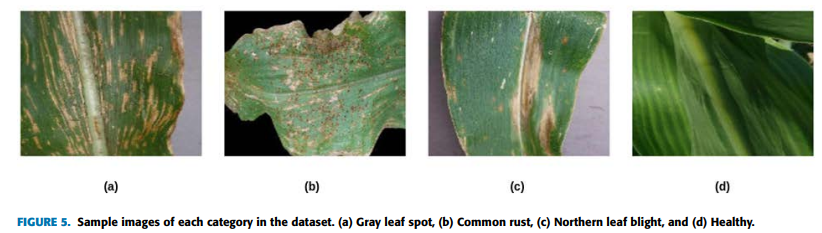 (a) (b) (c) (d)
FIGURE 5. Sample images of each category in the dataset. (a) Gray leaf spot, (b) Common rust, (c) Northern leaf blight, and (d) Healthy.